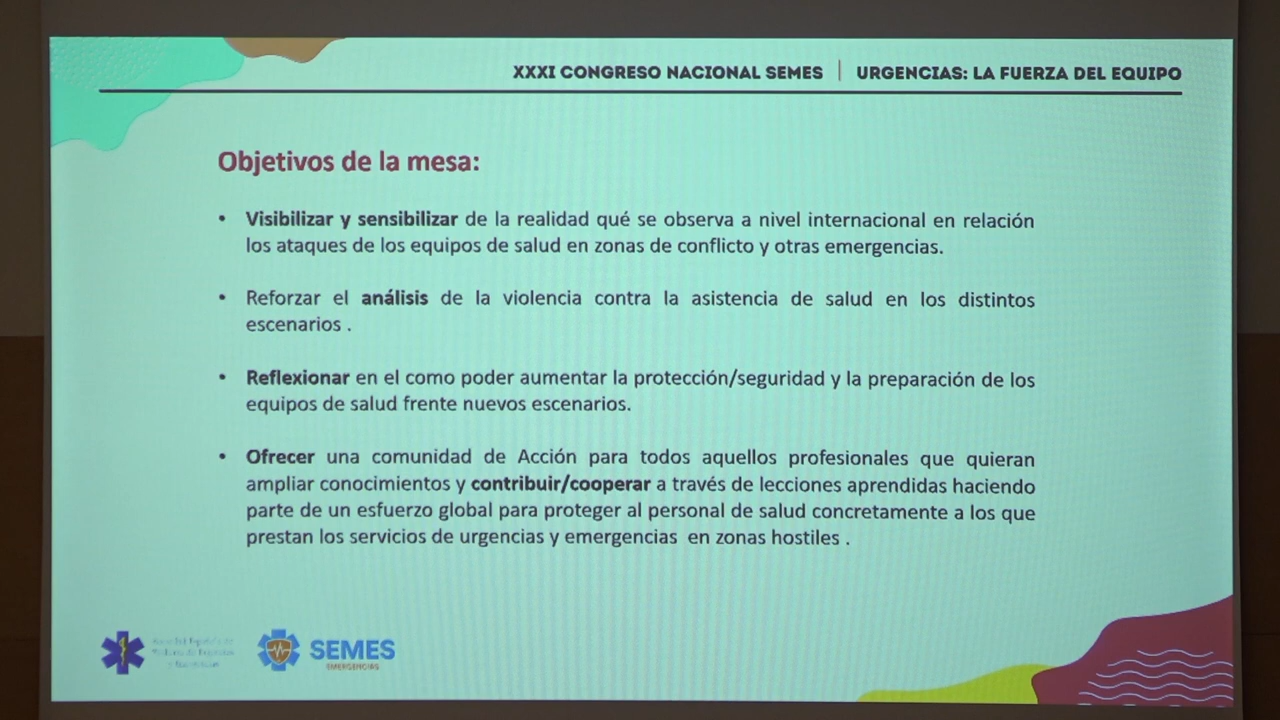 XXXI CONGRESO NACIONAL SEMES | URGENCIAS: LA FUERZA DEL EQUIPO
Objetivos de la mesa:
• Visibilizar y sensibilizar de la realidad qué se observa a nivel internacional en relación
los ataques de los equipos de salud en zonas de conflicto y otras emergencias.
• Reforzar el análisis de la violencia contra la asistencia de salud en los distintos
escenarios .
• Reflexionar en el como poder aumentar la protección/seguridad y la preparación de los
equipos de salud frente nuevos escenarios.
• Ofrecer una comunidad de Acción para todos aquellos profesionales que quieran
ampliar conocimientos y contribuir/cooperar a través de lecciones aprendidas haciendo
parte de un esfuerzo global para proteger al personal de salud concretamente a los que
prestan los servicios de urgencias y emergencias en zonas hostiles .
SEMES
EMERGENCIAS